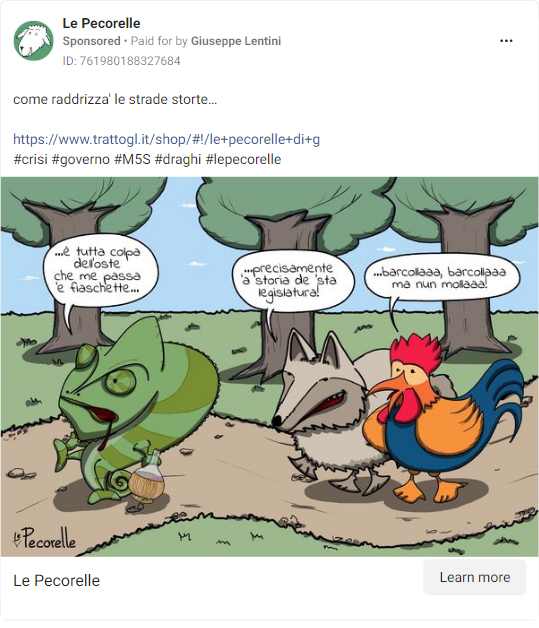 Le Pecorelle
Sponsored • Paid for by Giuseppe Lentini
ID: 761980188327684
come raddrizza' le strade storte...
https://www.trattogl.it/shop/#!/le+pecorelle+di+g
#crisi #governo #M5S #draghi #lepecorelle
...è tutta colpa
dell'oste
che me passa
'e fiaschette...
...precisamente
'a storia de 'sta
legislatura!
...barcollaaa, barcollaaa
ma nun mollaaa!
Le Pecorelle
Le Pecorelle
Learn more